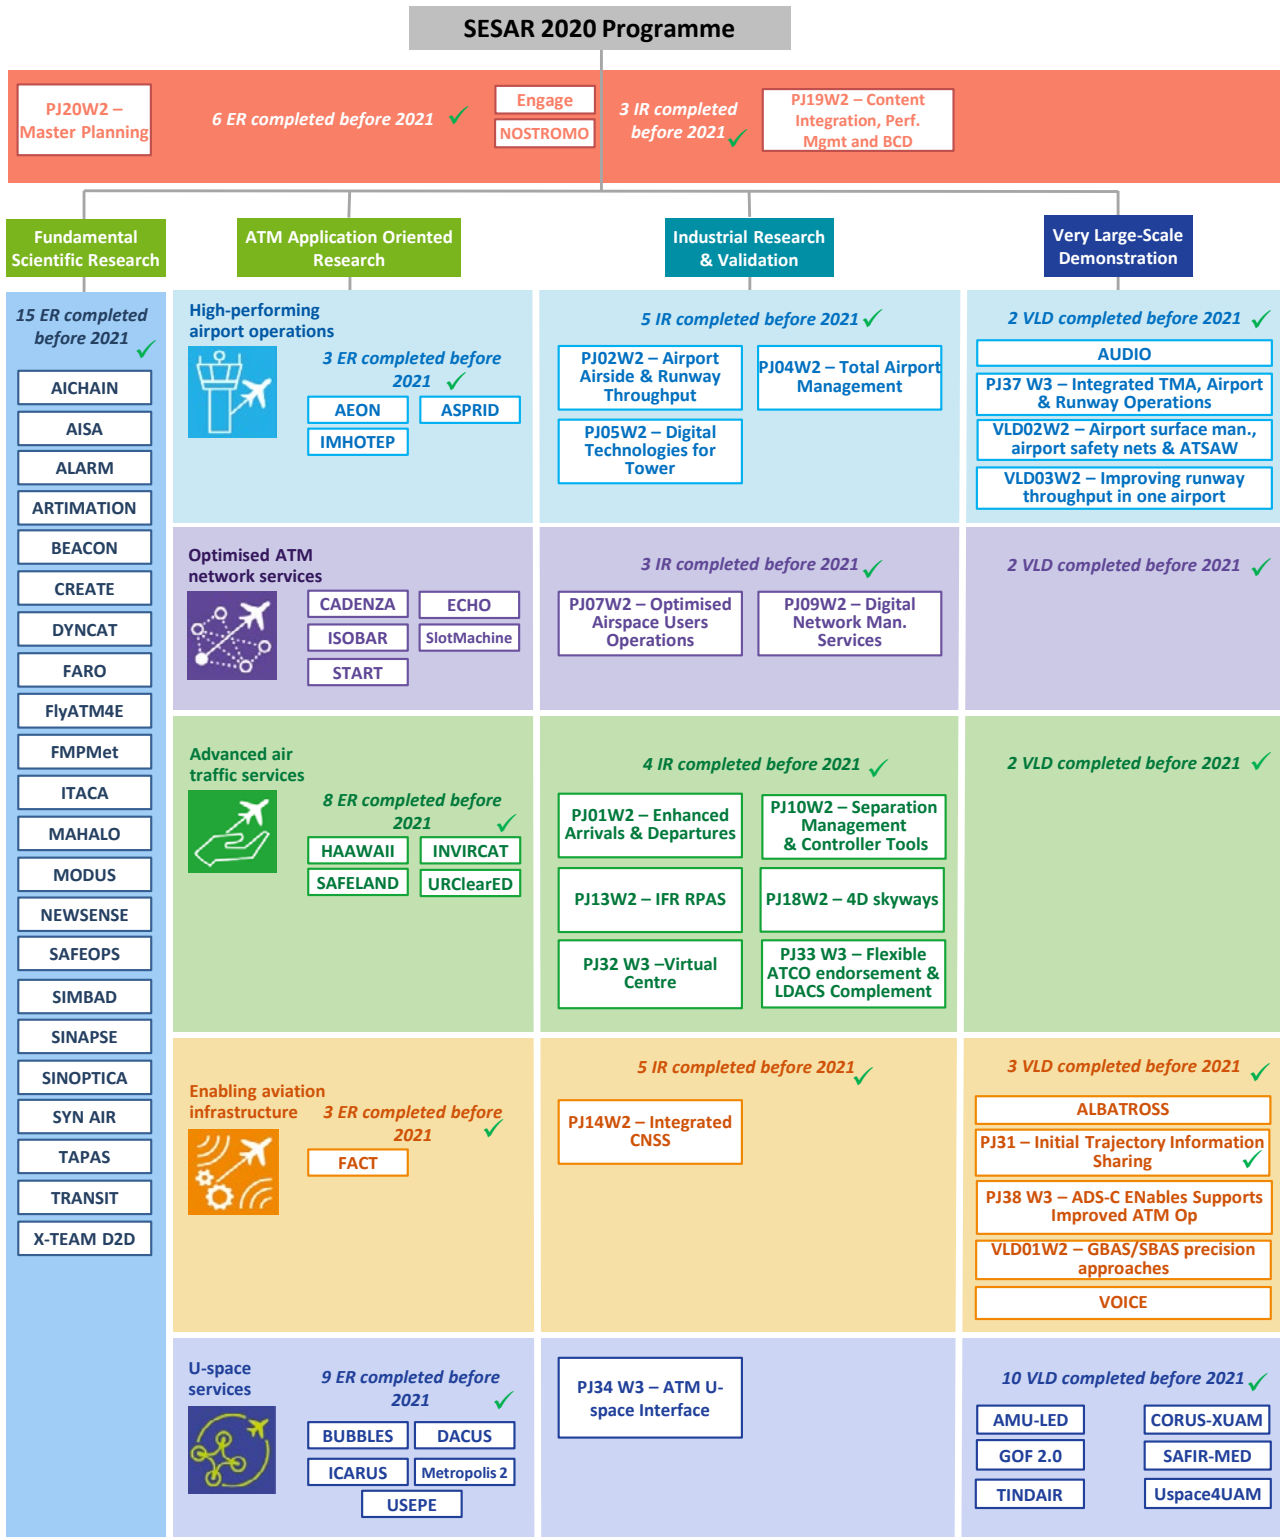 SESAR 2020 Programme
PJ20W2 –
Master Planning
6 ER completed before 2021
Engage
NOSTROMO
3 IR completed
before 2021
PJ19W2 – Content
Integration, Perf.
Mgmt and BCD
Fundamental
Scientific Research
ATM Application Oriented
Research
Industrial Research
& Validation
Very Large-Scale
Demonstration
15 ER completed
before 2021
AICHAIN
AISA
ALARM
ARTIMATION
BEACON
CREATE
DYNCAT
FARO
FlyATM4E
FMPMet
ITACA
MAHALO
MODUS
NEWSENSE
SAFEOPS
SIMBAD
SINAPSE
SINOPTICA
SYN AIR
TAPAS
TRANSIT
X-TEAM D2D
High-performing
airport operations
3 ER completed before
2021
AEON
ASPRID
IMHOTEP
5 IR completed before 2021
PJ02W2 – Airport
Airside & Runway
Throughput
PJ04W2 – Total Airport
Management
PJ05W2 – Digital
Technologies for
Tower
2 VLD completed before 2021
AUDIO
PJ37 W3 – Integrated TMA, Airport
& Runway Operations
VLD02W2 – Airport surface man.,
airport safety nets & ATSAW
VLD03W2 – Improving runway
throughput in one airport
Optimised ATM
network services
CADENZA
ECHO
ISOBAR
SlotMachine
START
3 IR completed before 2021
PJ07W2 – Optimised
Airspace Users
Operations
PJ09W2 – Digital
Network Man.
Services
2 VLD completed before 2021
Advanced air
traffic services
8 ER completed before
2021
HAAWAII
INVIRCAT
SAFELAND
URClearED
4 IR completed before 2021
PJ01W2 – Enhanced
Arrivals & Departures
PJ10W2 – Separation
Management
& Controller Tools
PJ13W2 – IFR RPAS
PJ18W2 – 4D skyways
PJ32 W3 –Virtual
Centre
PJ33 W3 – Flexible
ATCO endorsement &
LDACS Complement
2 VLD completed before 2021
Enabling aviation
infrastructure
3 ER completed before
2021
FACT
5 IR completed before 2021
PJ14W2 – Integrated
CNSS
3 VLD completed before 2021
ALBATROSS
PJ31 – Initial Trajectory Information
Sharing
PJ38 W3 – ADS-C ENables Supports
Improved ATM Op
VLD01W2 – GBAS/SBAS precision
approaches
VOICE
U-space
services
9 ER completed before
2021
BUBBLES
DACUS
ICARUS
Metropolis 2
USEPE
PJ34 W3 – ATM U-
space Interface
10 VLD completed before 2021
AMU-LED
CORUS-XUAM
GOF 2.0
SAFIR-MED
TINDAIR
Uspace4UAM